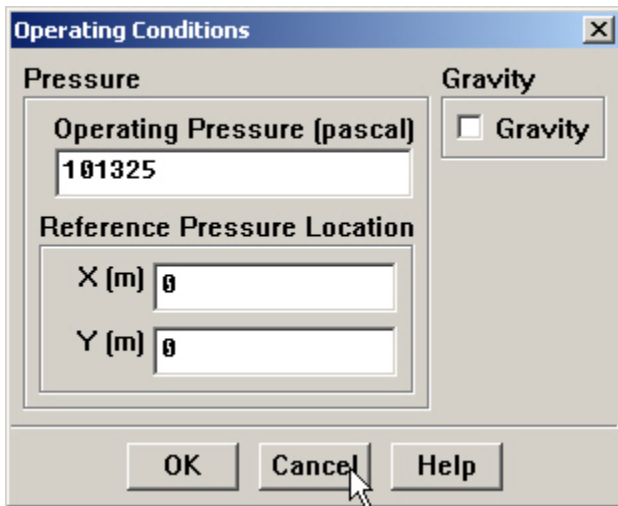 Operating Conditions
Pressure
Gravity
Operating Pressure (pascal)
Gravity
101325
Reference Pressure Location
X (m) 0
Y (m) 0
OK Cancel Help